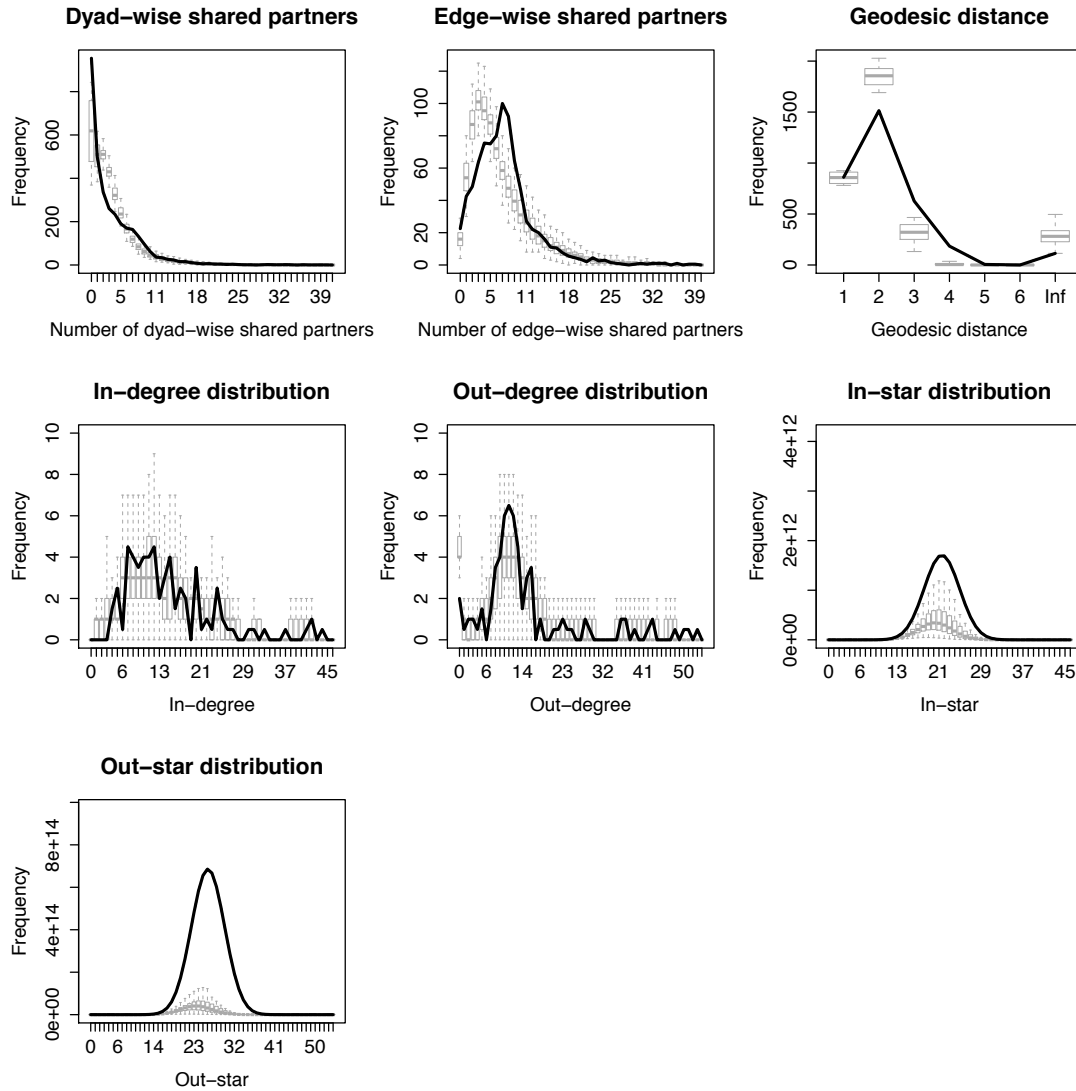 Dyad−wise shared partners
Frequency
0 200 600
0 5 11 18 25 32 39
Number of dyad−wise shared partners
Edge−wise shared partners
Frequency
0 20 40 60 80 100
0 5 11 18 25 32 39
Number of edge−wise shared partners
Geodesic distance
Frequency
0 500 1500
1 2 3 4 5 6 Inf
Geodesic distance
In−degree distribution
Frequency
0 2 4 6 8 10
0 6 13 21 29 37 45
In−degree
Out−degree distribution
Frequency
0 2 4 6 8 10
0 6 14 23 32 41 50
Out−degree
In−star distribution
Frequency
0e+00 2e+12 4e+12
0 6 13 21 29 37 45
In−star
Out−star distribution
Frequency
0e+00 4e+14 8e+14
0 6 14 23 32 41 50
Out−star